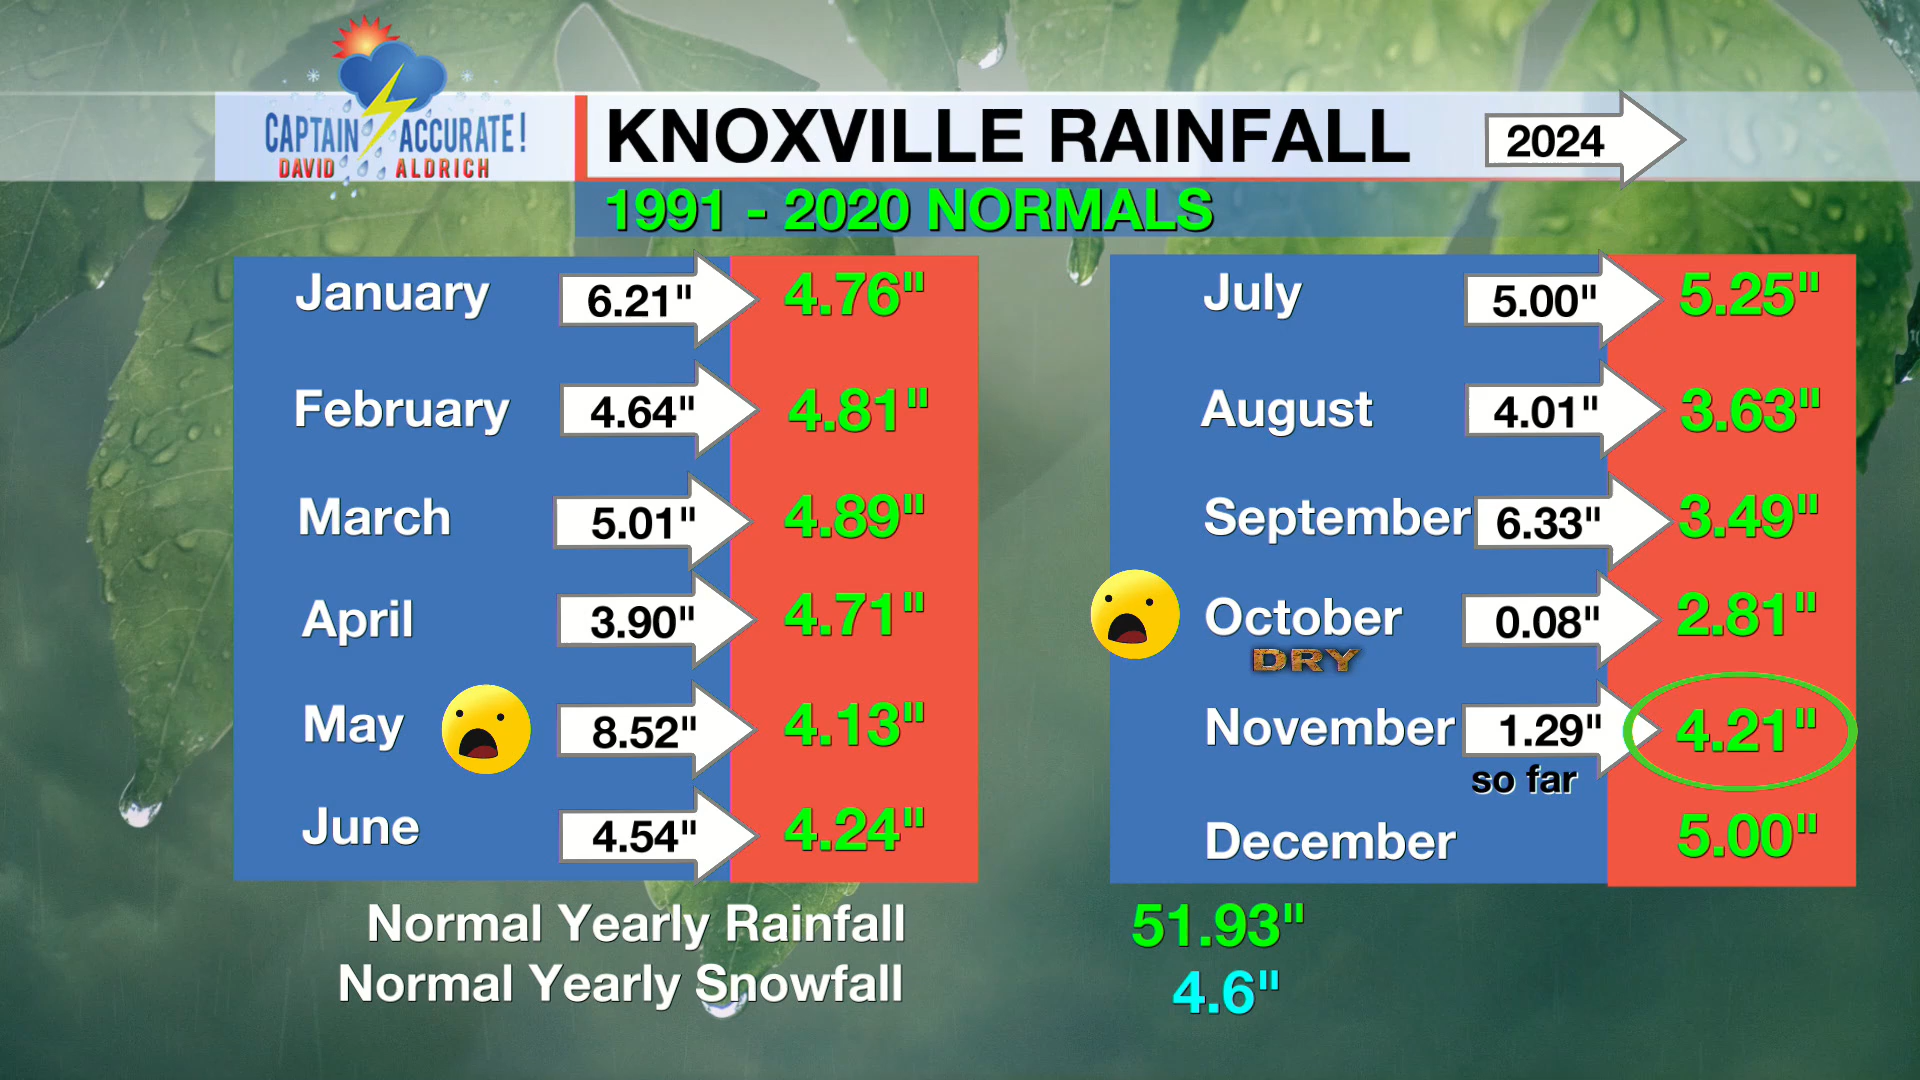 CAPTAIN ACCURATE!
DAVID ALDRICH
KNOXVILLE RAINFALL
2024
1991 - 2020 NORMALS
January 6.21" 4.76"
February 4.64" 4.81"
March 5.01" 4.89"
April 3.90" 4.71"
May 8.52" 4.13"
June 4.54" 4.24"
July 5.00" 5.25"
August 4.01" 3.63"
September 6.33" 3.49"
October 0.08" 2.81"
DRY
November 1.29" 4.21"
so far
December 5.00"
Normal Yearly Rainfall 51.93"
Normal Yearly Snowfall 4.6"